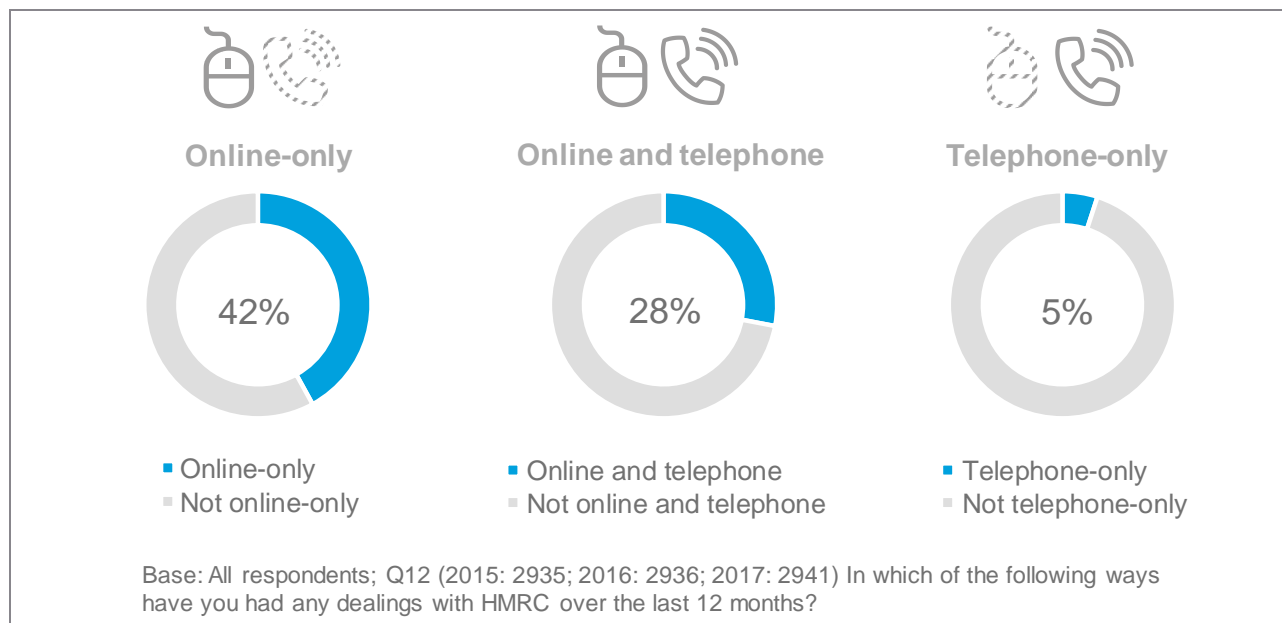 Online-only
Online and telephone
Telephone-only
42%
28%
5%
Online-only
Not online-only
Online and telephone
Not online and telephone
Telephone-only
Not telephone-only
Base: All respondents; Q12 (2015: 2935; 2016: 2936; 2017: 2941) In which of the following ways
have you had any dealings with HMRC over the last 12 months?